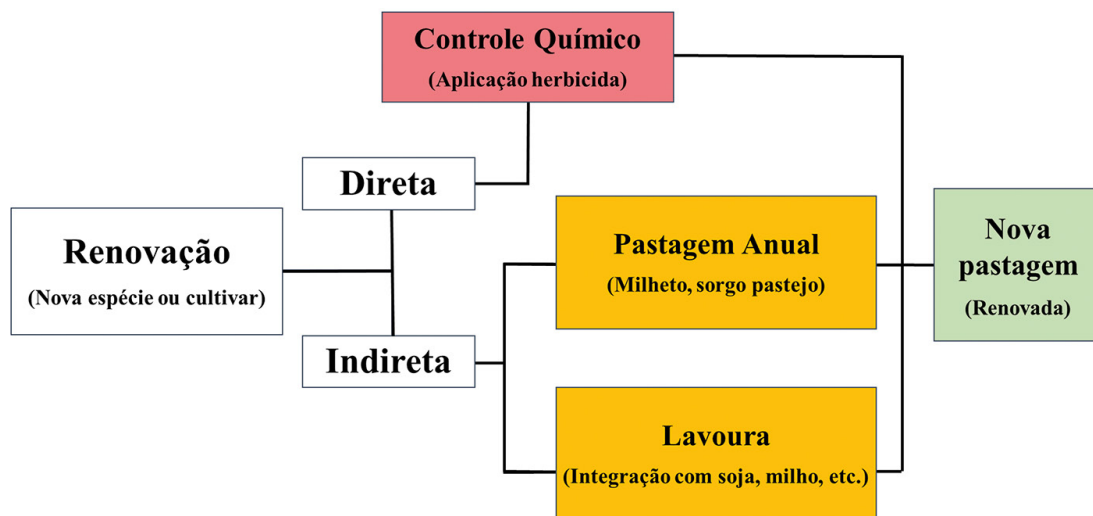 Controle Químico
(Aplicação herbicida)
Direta
Renovação
(Nova espécie ou cultivar)
Indireta
Pastagem Anual
(Milheto, sorgo pastejo)
Lavoura
(Integração com soja, milho, etc.)
Nova
pastagem
(Renovada)